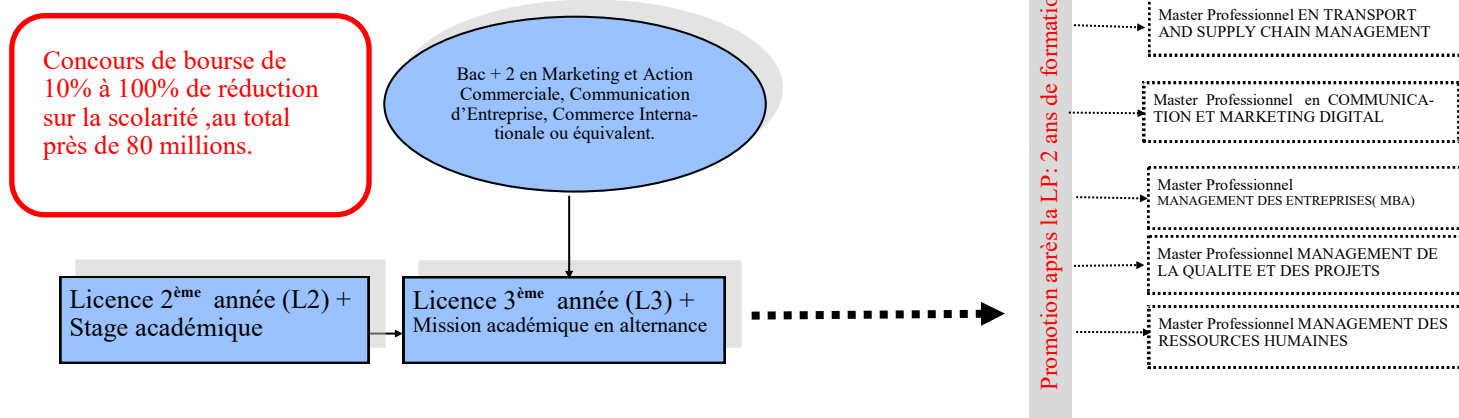 Concours de bourse de
10% à 100% de réduction
sur la scolarité ,au total
près de 80 millions.
Bac + 2 en Marketing et Action
Commerciale, Communication
d’Entreprise, Commerce Interna-
tionale ou équivalent.
Licence 2ème année (L2) +
Stage académique
Licence 3ème année (L3) +
Mission académique en alternance
Promotion après la LP: 2 ans de formatio
Master Professionnel EN TRANSPORT
AND SUPPLY CHAIN MANAGEMENT
Master Professionnel en COMMUNICA-
TION ET MARKETING DIGITAL
Master Professionnel
MANAGEMENT DES ENTREPRISES( MBA)
Master Professionnel MANAGEMENT DE
LA QUALITE ET DES PROJETS
Master Professionnel MANAGEMENT DES
RESSOURCES HUMAINES